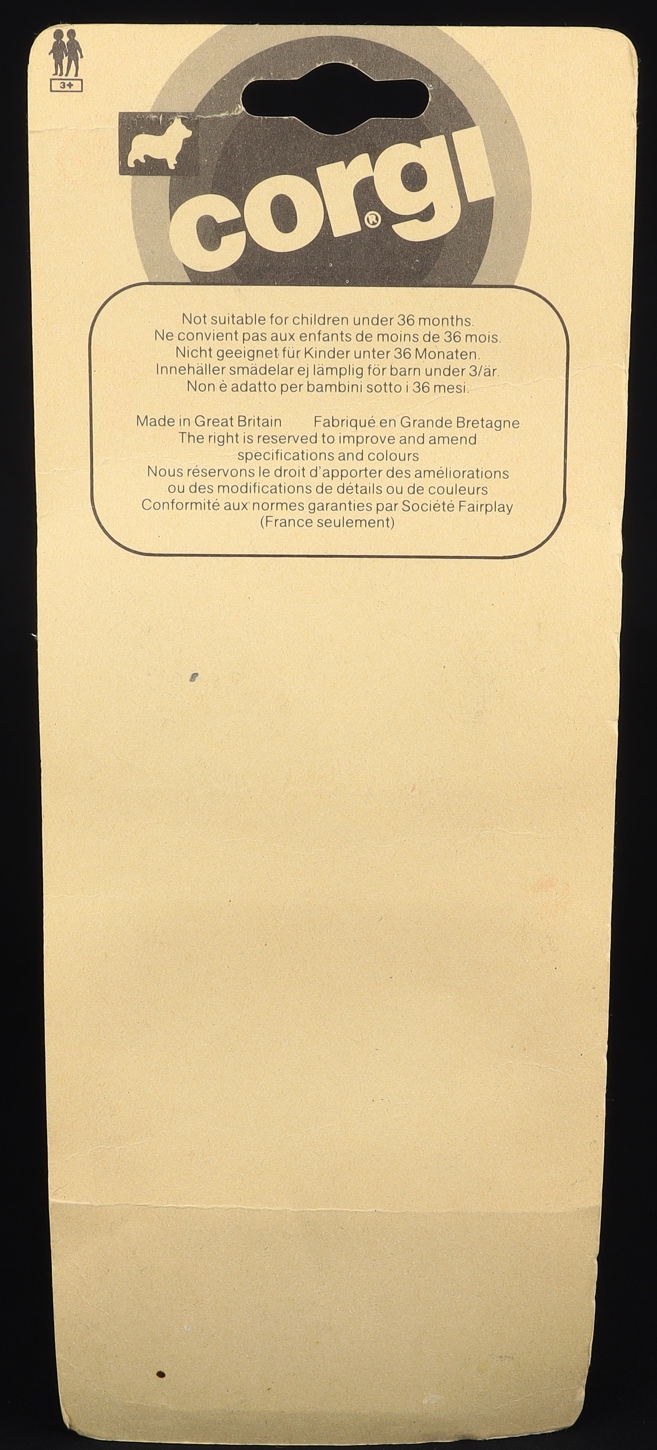 3+
corgi®
Not suitable for children under 36 months.
Ne convient pas aux enfants de moins de 36 mois.
Nicht geeignet für Kinder unter 36 Monaten.
Innehäller smädelar ej lämplig för barn under 3/är.
Non è adatto per bambini sotto i 36 mesi.
Made in Great Britain Fabriqué en Grande Bretagne
The right is reserved to improve and amend
specifications and colours
Nous réservons le droit d'apporter des améliorations
ou des modifications de détails ou de couleurs
Conformité aux normes garanties par Société Fairplay
(France seulement)